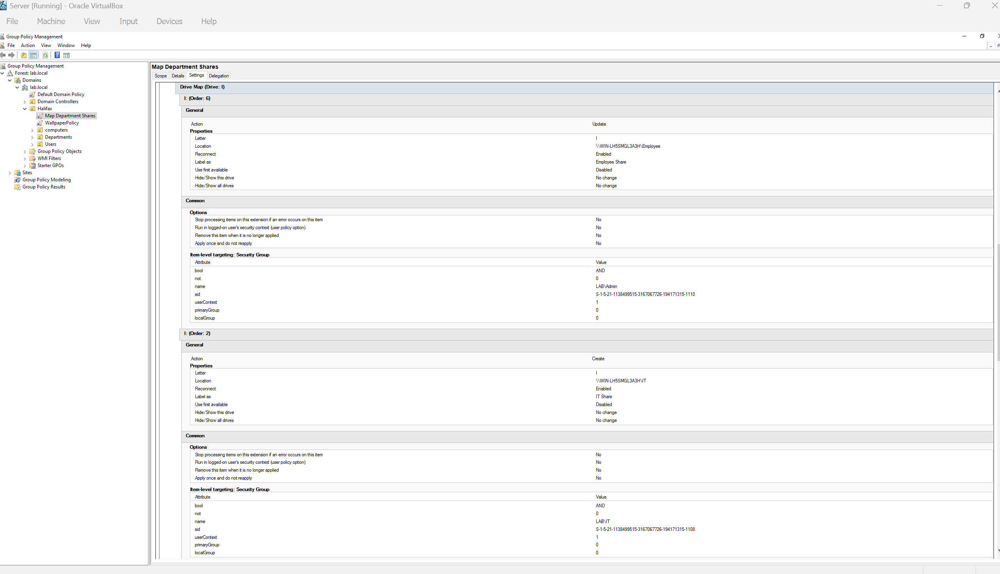 Server [Running] - Oracle VirtualBox
File Machine View Input Devices Help
Group Policy Management
File Action View Window Help
Group Policy Management
Forest: lab.local
Domains
lab.local
Default Domain Policy
Domain Controllers
Halifax
Map Department Shares
WallpaperPolicy
computers
Departments
Users
Group Policy Objects
WMI Filters
Starter GPOs
Sites
Group Policy Modeling
Group Policy Results
Map Department Shares
Scope Details Settings Delegation
Drive Map (Drive: I)
I: (Order: 6)
General
Action Update
Properties
Letter I
Location \\WIN-LH5SMGL3A3H\Employee
Reconnect Enabled
Label as Employee Share
Use first available Disabled
Hide/Show this drive No change
Hide/Show all drives No change
Common
Options
Stop processing items on this extension if an error occurs on this item No
Run in logged-on user's security context (user policy option) No
Remove this item when it is no longer applied No
Apply once and do not reapply No
Item-level targeting: Security Group
Attribute Value
bool AND
not 0
name LAB\Admin
sid S-1-5-21-1138499515-3167067726-194171315-1110
userContext 1
primaryGroup 0
localGroup 0
I: (Order: 2)
General
Action Create
Properties
Letter I
Location \\WIN-LH5SMGL3A3H\IT
Reconnect Enabled
Label as IT Share
Use first available Disabled
Hide/Show this drive No change
Hide/Show all drives No change
Common
Options
Stop processing items on this extension if an error occurs on this item No
Run in logged-on user's security context (user policy option) No
Remove this item when it is no longer applied No
Apply once and do not reapply No
Item-level targeting: Security Group
Attribute Value
bool AND
not 0
name LAB\IT
sid S-1-5-21-1138499515-3167067726-194171315-1108
userContext 1
primaryGroup 0
localGroup 0